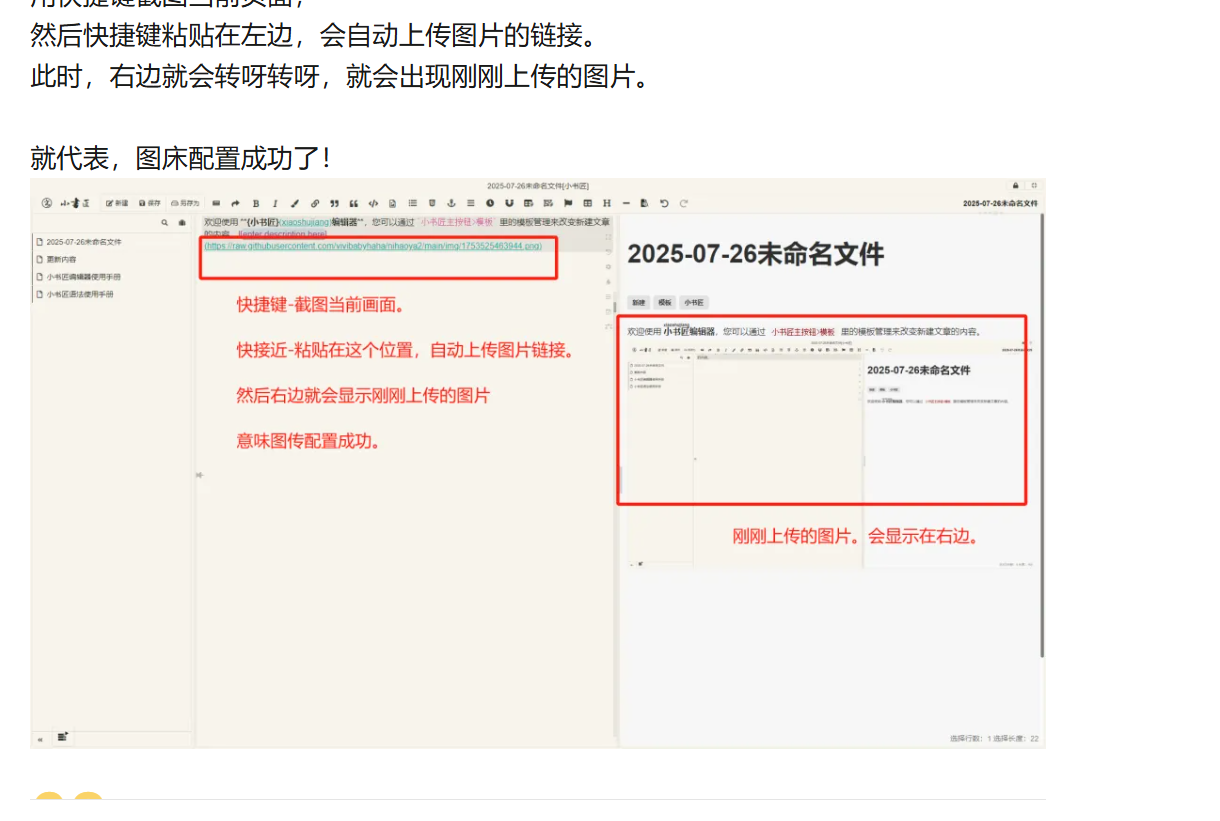 用快捷键截图当前页面，
然后快捷键粘贴在左边，会自动上传图片的链接。
此时，右边就会转呀转呀，就会出现刚刚上传的图片。
就代表，图床配置成功了！
2025-07-26未命名文件[小书匠]
小书匠 新建 保存 另存为
2025-07-26未命名文件
2025-07-26未命名文件
更新内容
小书匠编辑器使用手册
小书匠语法使用手册
欢迎使用 **{小书匠}(xiaoshujiang)编辑器**，您可以通过 `小书匠主按钮>模板` 里的模板管理来改变新建文章
的内容。![enter description here]
(https://raw.githubusercontent.com/vivibabyhaha/nihaoya2/main/img/1753525463944.png)
快捷键-截图当前画面。
快接近-粘贴在这个位置，自动上传图片链接。
然后右边就会显示刚刚上传的图片
意味图传配置成功。
2025-07-26未命名文件
新建 模板 小书匠
xiaoshujiang
欢迎使用 小书匠编辑器，您可以通过 小书匠主按钮>模板 里的模板管理来改变新建文章的内容。
2025-07-26未命名文件
刚刚上传的图片。会显示在右边。
选择行数：1 选择长度：22